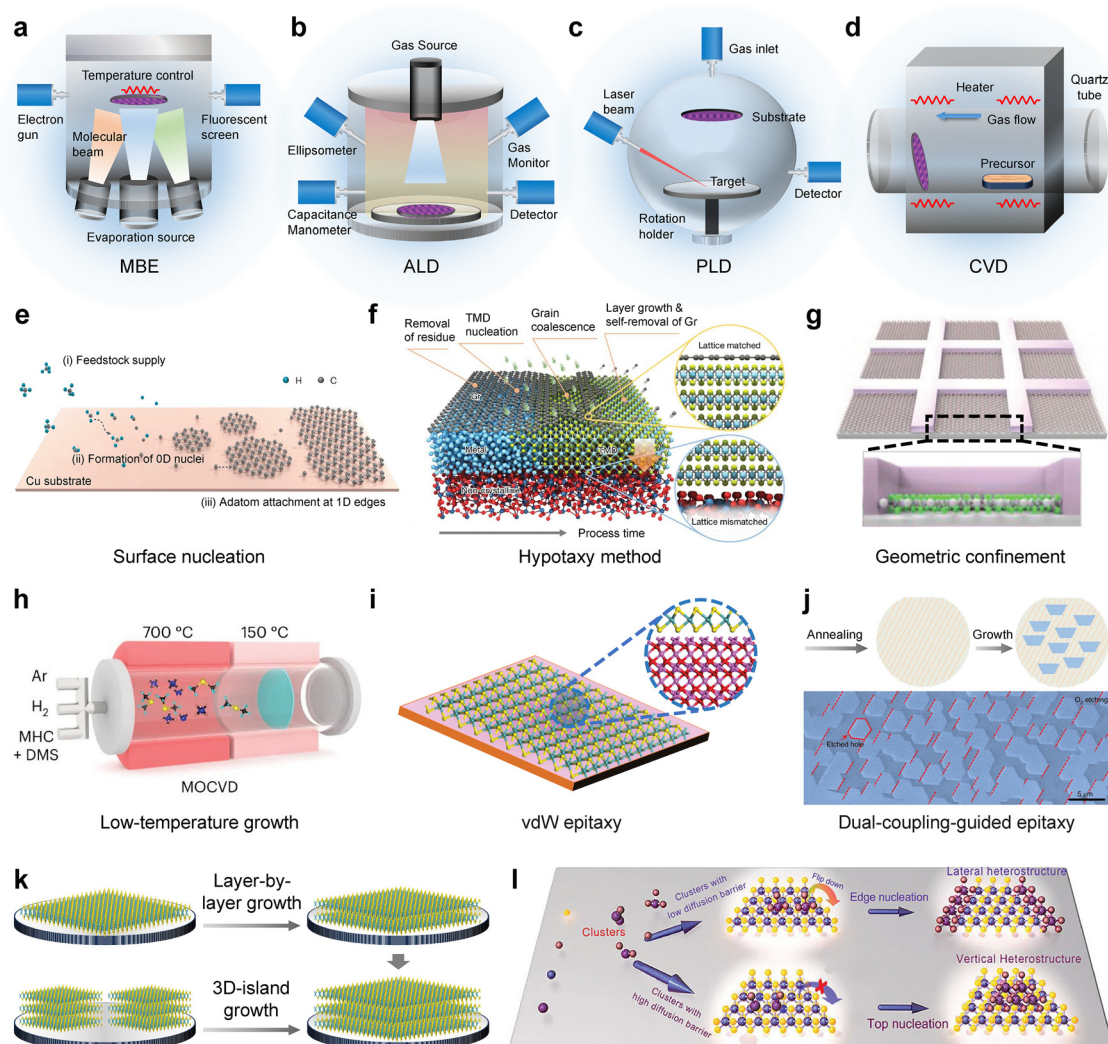 a
Temperature control
Electron
gun
Molecular
beam
Fluorescent
screen
Evaporation source
MBE
b
Gas Source
Ellipsometer
Gas
Monitor
Capacitance
Manometer
Detector
ALD
c
Gas inlet
Laser
beam
Substrate
Target
Detector
Rotation
holder
PLD
d
Heater
Quartz
tube
Gas flow
Precursor
CVD
e
(i) Feedstock supply
H
C
(ii) Formation of 0D nuclei
Cu substrate
(iii) Adatom attachment at 1D edges
Surface nucleation
f
Removal
of residue
TMD
nucleation
Grain
coalescence
Layer growth &
self-removal of Gr
Lattice matched
Gr
Metal
TMD
Non-crystalline
Lattice mismatched
Process time
Hypotaxy method
g
Geometric confinement
h
700 °C
150 °C
Ar
H₂
MHC
+ DMS
MOCVD
Low-temperature growth
i
vdW epitaxy
j
Annealing
Growth
O₂ etching
Etched hole
5 μm
Dual-coupling-guided epitaxy
k
Layer-by-
layer growth
3D-island
growth
l
Clusters
Clusters with
low diffusion barrier
Flip down
Edge nucleation
Lateral heterostructure
Clusters with
high diffusion barrier
Top nucleation
Vertical Heterostructure